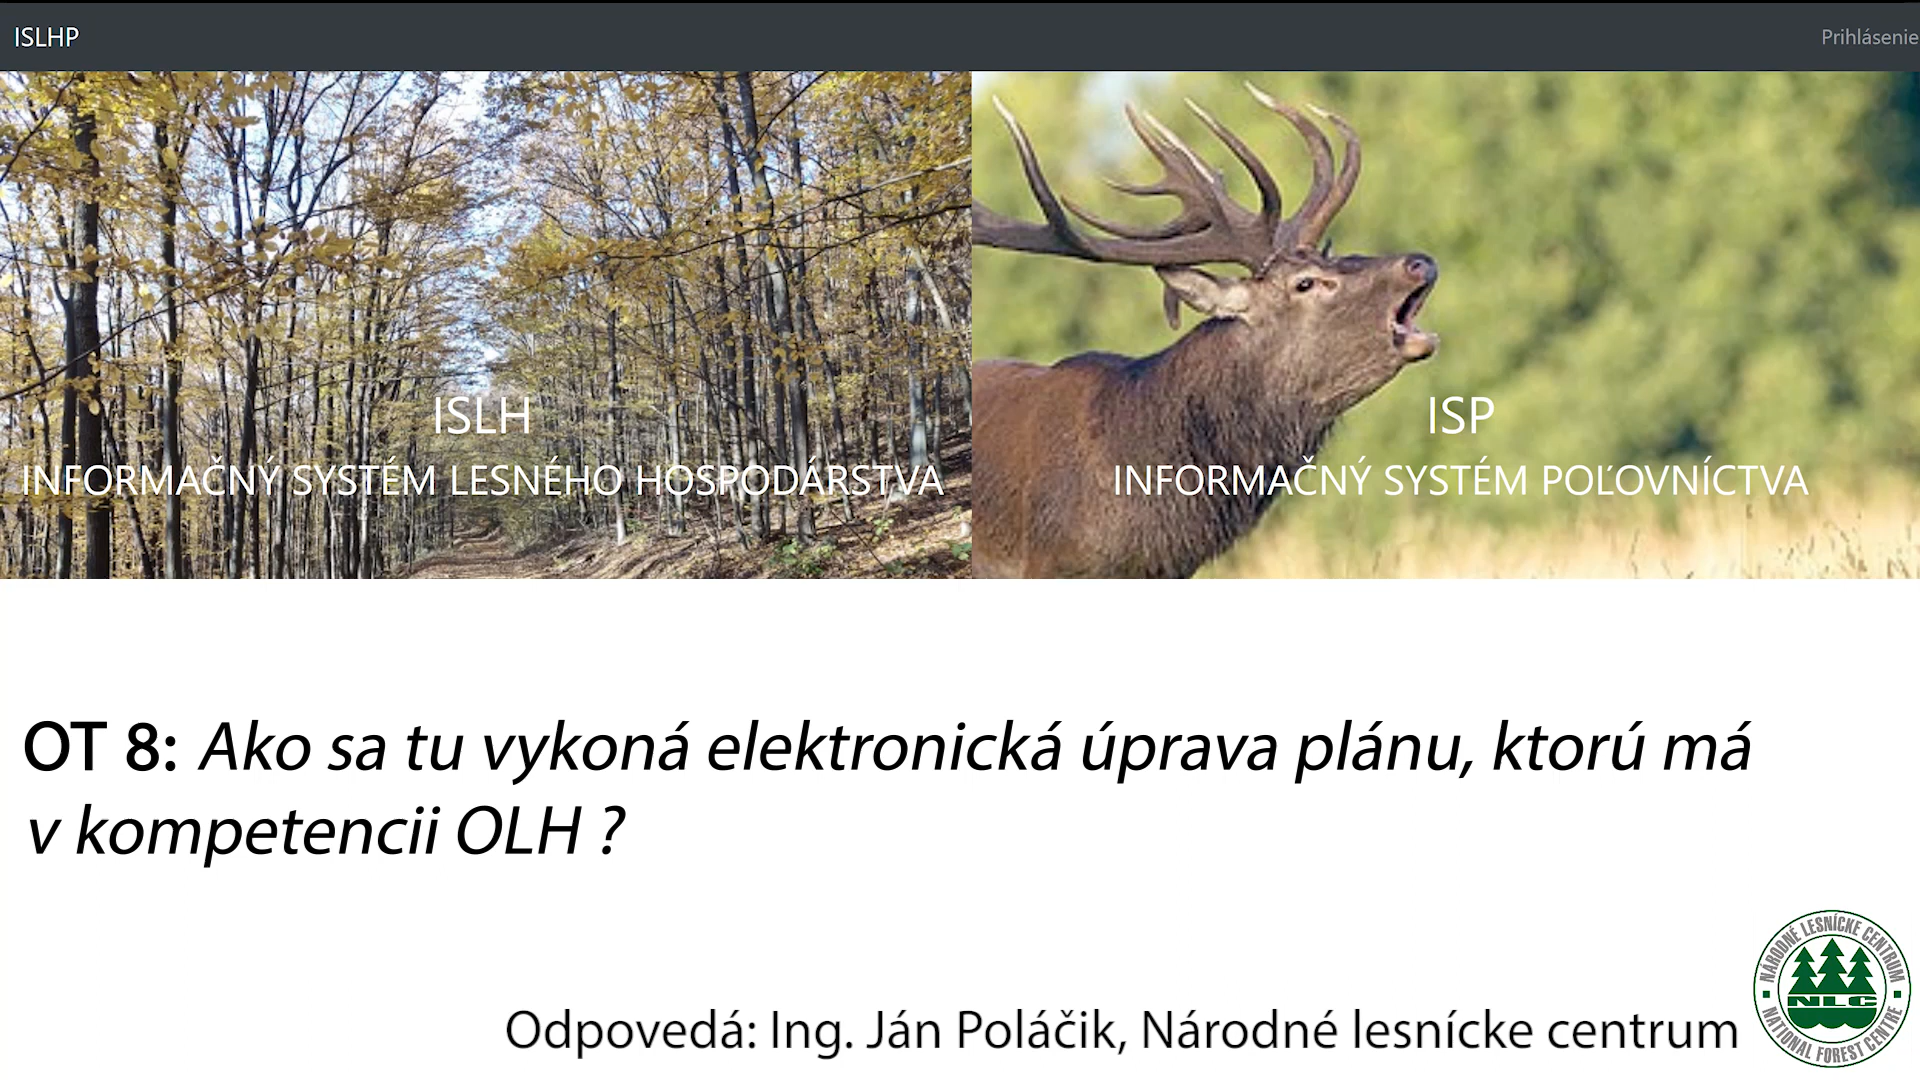 ISLHP
Prihlásenie
ISLH
INFORMAČNÝ SYSTÉM LESNÉHO HOSPODÁRSTVA
ISP
INFORMAČNÝ SYSTÉM POĽOVNÍCTVA
OT 8: Ako sa tu vykoná elektronická úprava plánu, ktorú má
v kompetencii OLH ?
Odpovedá: Ing. Ján Poláčik, Národné lesnícke centrum
NÁRODNÉ LESNÍCKE CENTRUM
NLC
NATIONAL FOREST CENTRE